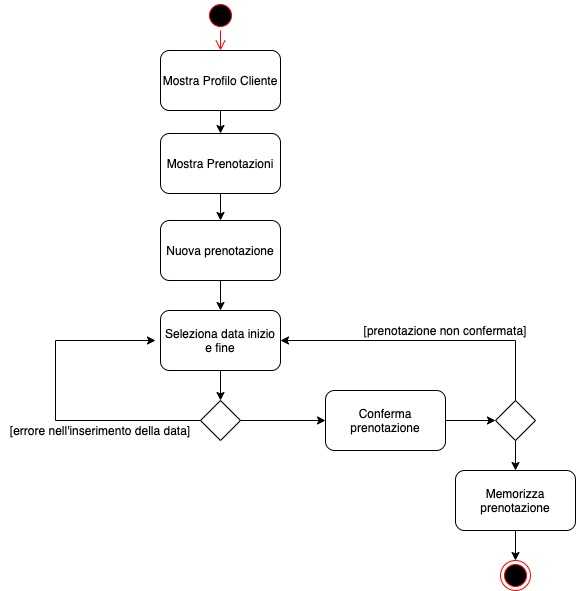 Mostra Profilo Cliente
Mostra Prenotazioni
Nuova prenotazione
Seleziona data inizio
e fine
[prenotazione non confermata]
[errore nell'inserimento della data]
Conferma
prenotazione
Memorizza
prenotazione